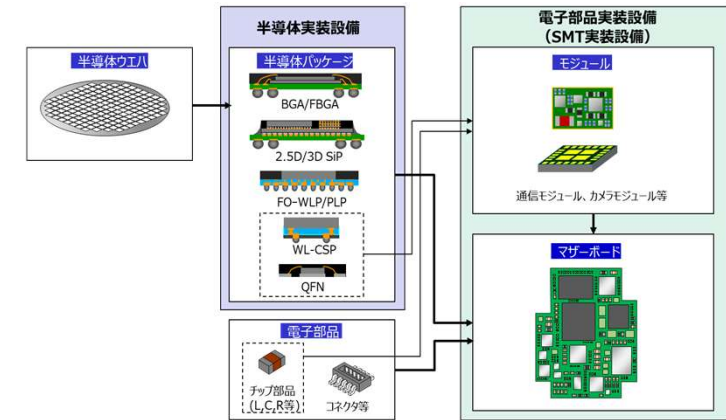 半導体ウエハ
半導体実装設備
半導体パッケージ
BGA/FBGA
2.5D/3D SiP
FO-WLP/PLP
WL-CSP
QFN
電子部品
チップ部品
(L,C,R等)
コネクタ等
電子部品実装設備
(SMT実装設備)
モジュール
通信モジュール、カメラモジュール等
マザーボード